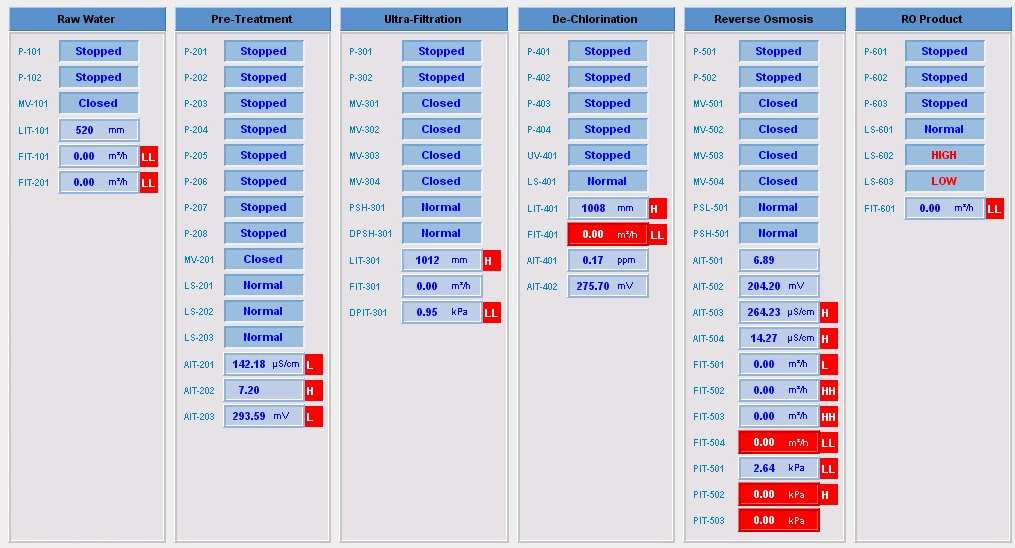 Raw Water
P-101 Stopped
P-102 Stopped
MV-101 Closed
LIT-101 520 mm
FIT-101 0.00 m³/h LL
FIT-201 0.00 m³/h LL
Pre-Treatment
P-201 Stopped
P-202 Stopped
P-203 Stopped
P-204 Stopped
P-205 Stopped
P-206 Stopped
P-207 Stopped
P-208 Stopped
MV-201 Closed
LS-201 Normal
LS-202 Normal
LS-203 Normal
AIT-201 142.18 µS/cm L
AIT-202 7.20 H
AIT-203 293.59 mV L
Ultra-Filtration
P-301 Stopped
P-302 Stopped
MV-301 Closed
MV-302 Closed
MV-303 Closed
MV-304 Closed
PSH-301 Normal
DPSH-301 Normal
LIT-301 1012 mm H
FIT-301 0.00 m³/h
DPIT-301 0.95 kPa LL
De-Chlorination
P-401 Stopped
P-402 Stopped
P-403 Stopped
P-404 Stopped
UV-401 Stopped
LS-401 Normal
LIT-401 1008 mm H
FIT-401 0.00 m³/h LL
AIT-401 0.17 ppm
AIT-402 275.70 mV
Reverse Osmosis
P-501 Stopped
P-502 Stopped
MV-501 Closed
MV-502 Closed
MV-503 Closed
MV-504 Closed
PSL-501 Normal
PSH-501 Normal
AIT-501 6.89
AIT-502 204.20 mV
AIT-503 264.23 µS/cm H
AIT-504 14.27 µS/cm H
FIT-501 0.00 m³/h L
FIT-502 0.00 m³/h HH
FIT-503 0.00 m³/h HH
FIT-504 0.00 m³/h LL
PIT-501 2.64 kPa LL
PIT-502 0.00 kPa H
PIT-503 0.00 kPa
RO Product
P-601 Stopped
P-602 Stopped
P-603 Stopped
LS-601 Normal
LS-602 HIGH
LS-603 LOW
FIT-601 0.00 m³/h LL